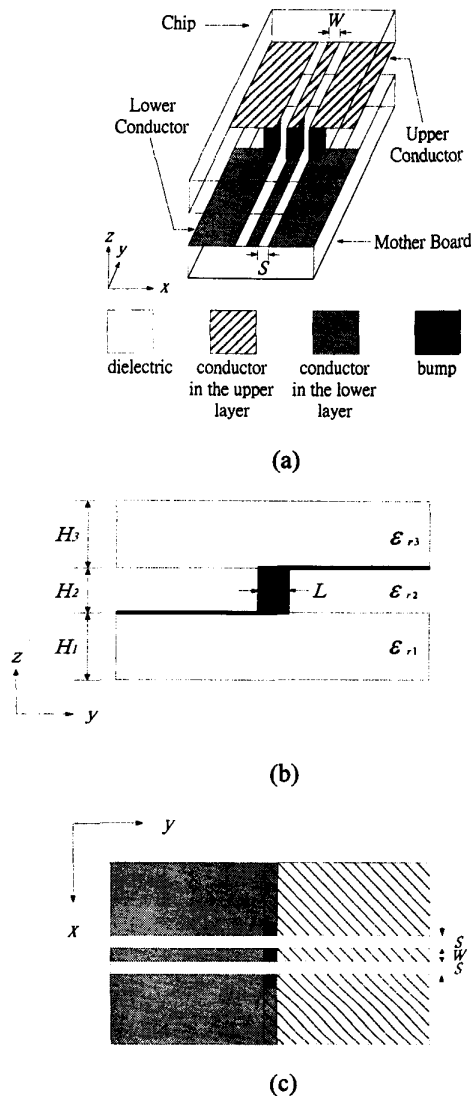 Chip
W
Lower
Conductor
Upper
Conductor
Mother Board
S
z
y
x
dielectric
conductor
in the upper
layer
conductor
in the lower
layer
bump
(a)
H3
εr3
H2
L
εr2
H1
εr1
z
y
(b)
y
x
S
W
S
(c)